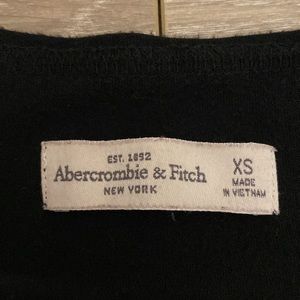 EST. 1892
Abercrombie & Fitch
NEW YORK
XS
MADE
IN VIETNAM